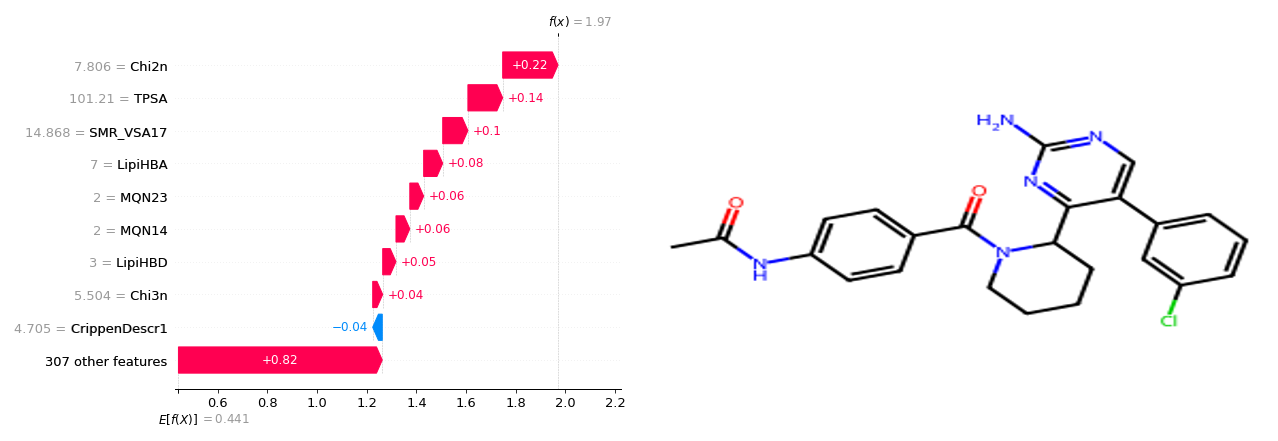 f(x) = 1.97
7.806 = Chi2n
+0.22
101.21 = TPSA
+0.14
14.868 = SMR_VSA17
+0.1
7 = LipiHBA
+0.08
2 = MQN23
+0.06
2 = MQN14
+0.06
3 = LipiHBD
+0.05
5.504 = Chi3n
+0.04
4.705 = CrippenDescr1
−0.04
307 other features
+0.82
0.6 0.8 1.0 1.2 1.4 1.6 1.8 2.0 2.2
E[f(X)] = 0.441
H₂N
N
N
O
O
N
N
H
Cl